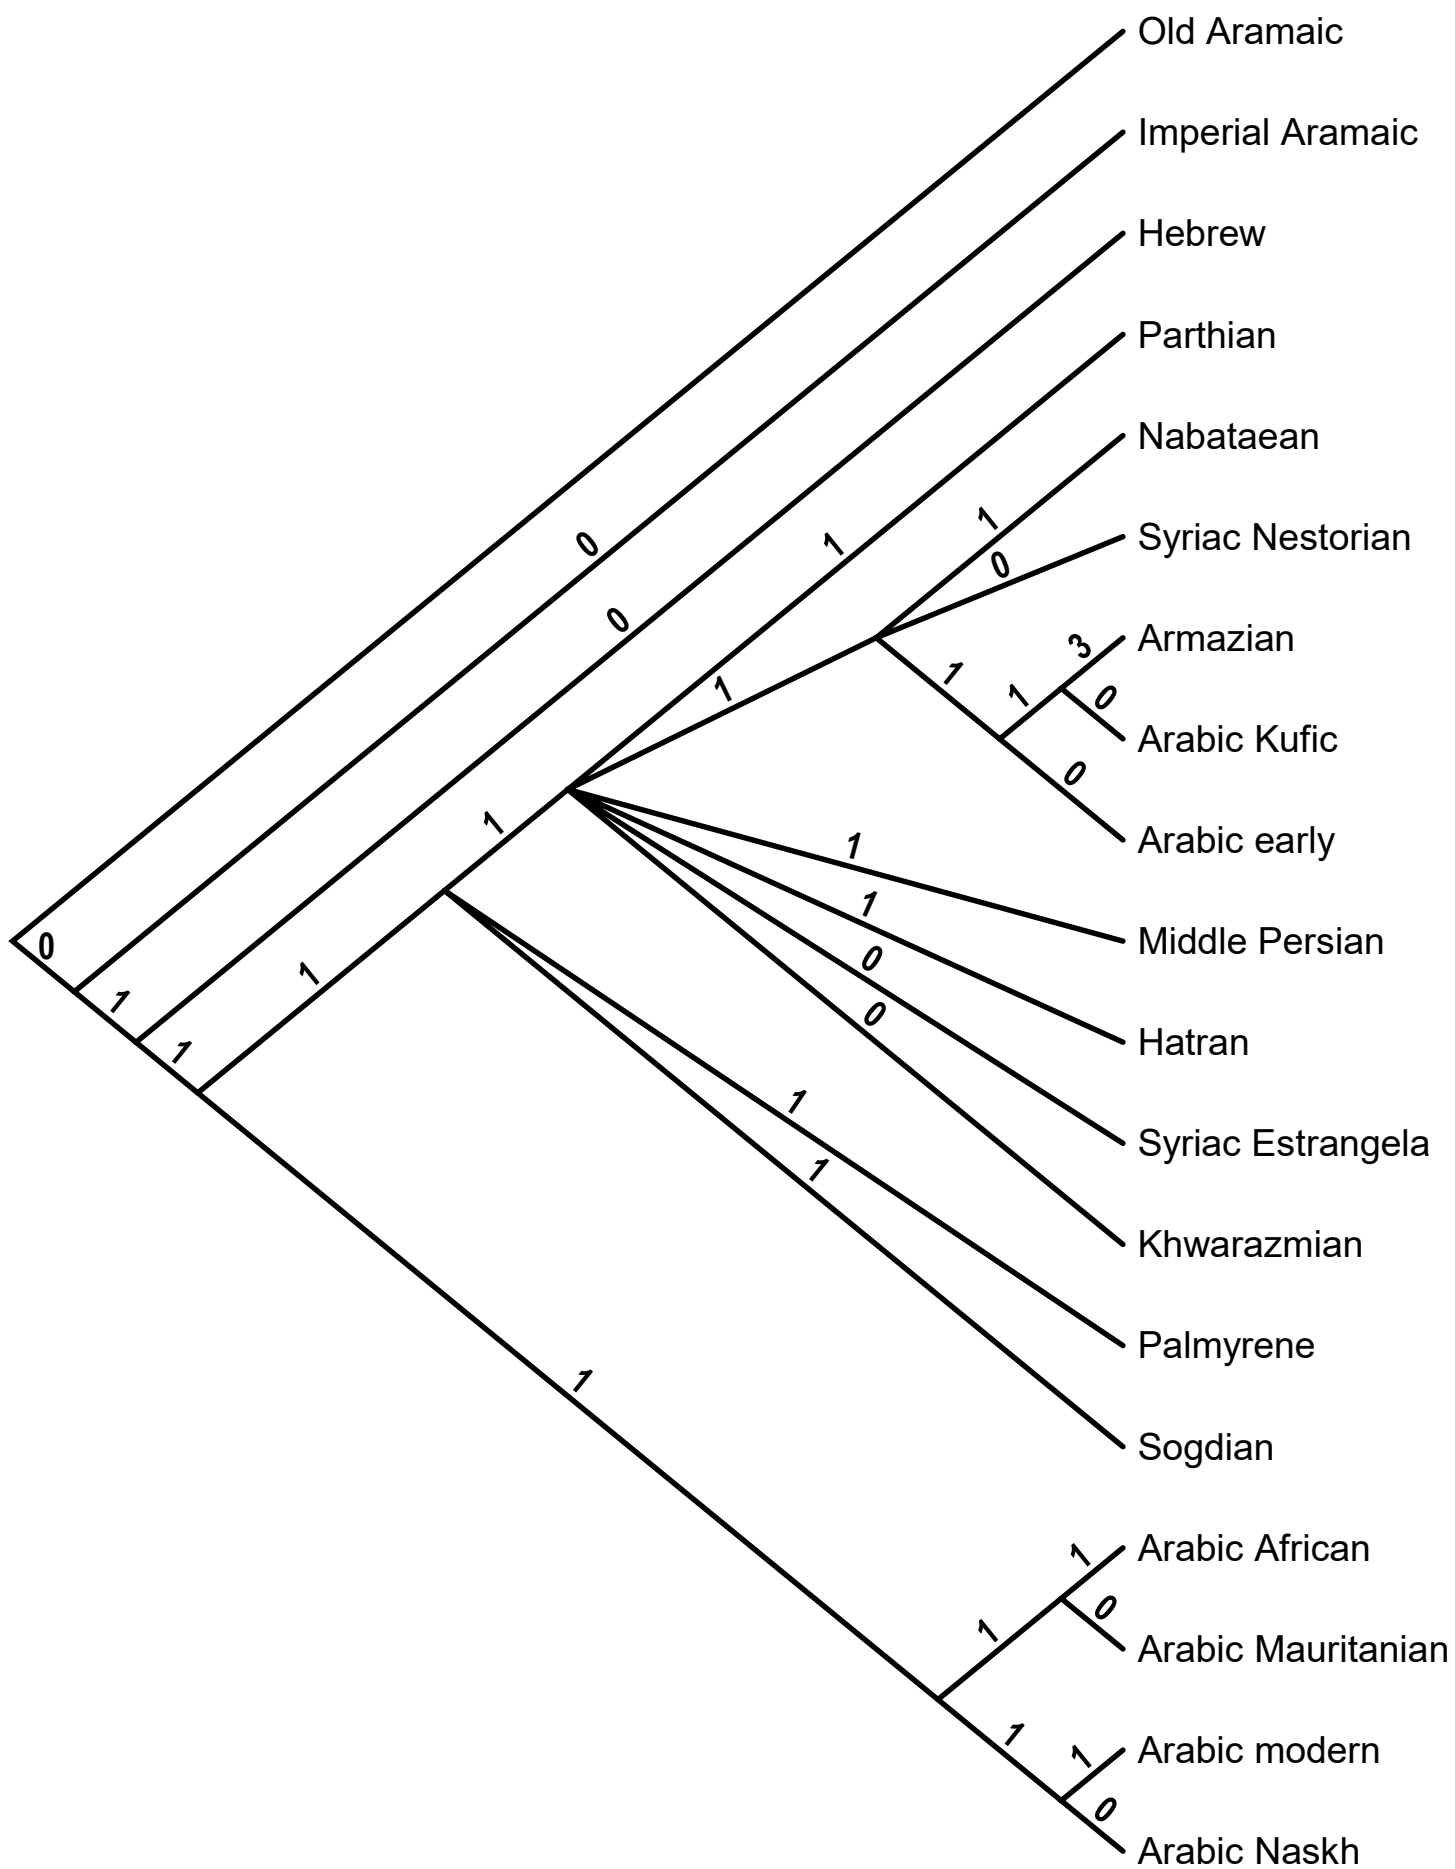 Old Aramaic
Imperial Aramaic
Hebrew
Parthian
Nabataean
1
Syriac Nestorian
0
1
0
Armazian
3
0
1
1
0
1
Arabic Kufic
0
1
Arabic early
1
1
Middle Persian
1
0
0
1
1
0
Hatran
1
1
Syriac Estrangela
1
Khwarazmian
Palmyrene
1
Sogdian
Arabic African
1
0
1
Arabic Mauritanian
1
1
Arabic modern
0
Arabic Naskh